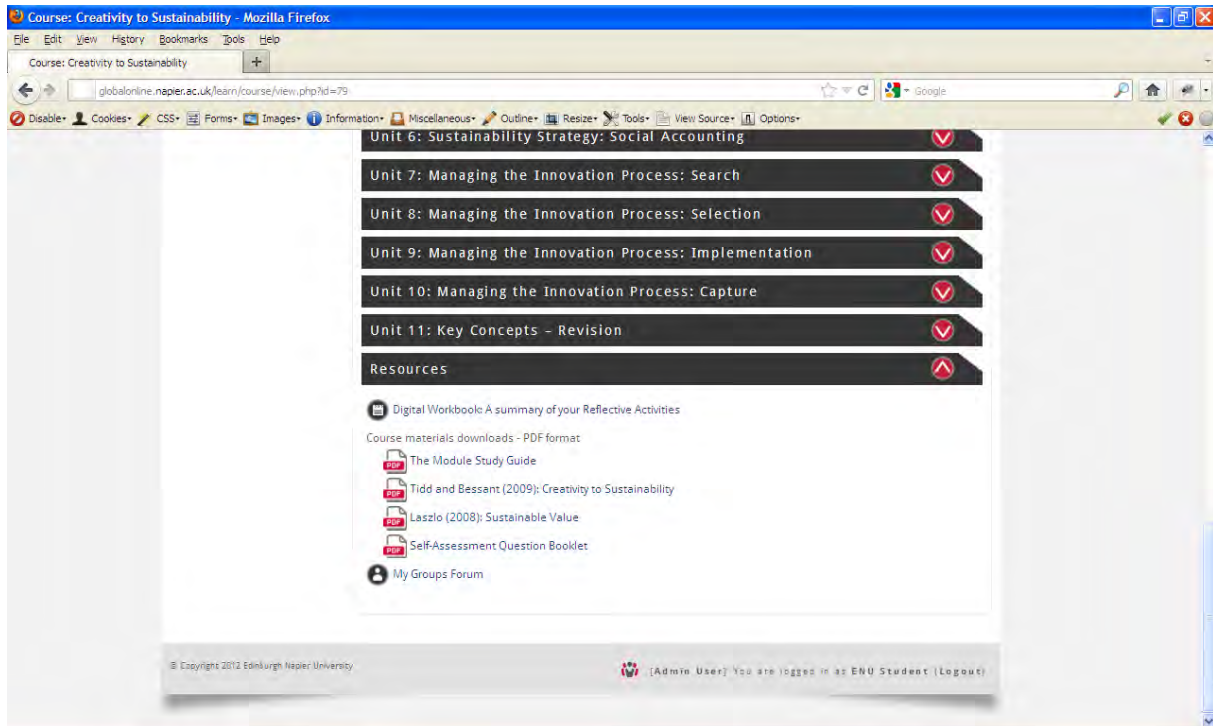 Course: Creativity to Sustainability - Mozilla Firefox
File Edit View History Bookmarks Tools Help
Course: Creativity to Sustainability +
globalonline.napier.ac.uk/learn/course/view.php?id=79 Google
Disable CookieS CSS Forms Images Information Miscellaneous Outline Resize Tools View Source Options
Unit 6: Sustainability Strategy: Social Accounting
Unit 7: Managing the Innovation Process: Search
Unit 8: Managing the Innovation Process: Selection
Unit 9: Managing the Innovation Process: Implementation
Unit 10: Managing the Innovation Process: Capture
Unit 11: Key Concepts – Revision
Resources
Digital Workbook: A summary of your Reflective Activities
Course materials downloads - PDF format
PDF The Module Study Guide
PDF Tidd and Bessant (2009): Creativity to Sustainability
PDF Laszlo (2008): Sustainable Value
PDF Self-Assessment Question Booklet
My Groups Forum
© Copyright 2012 Edinburgh Napier University [Admin User] You are logged in as ENU Student (Logout)